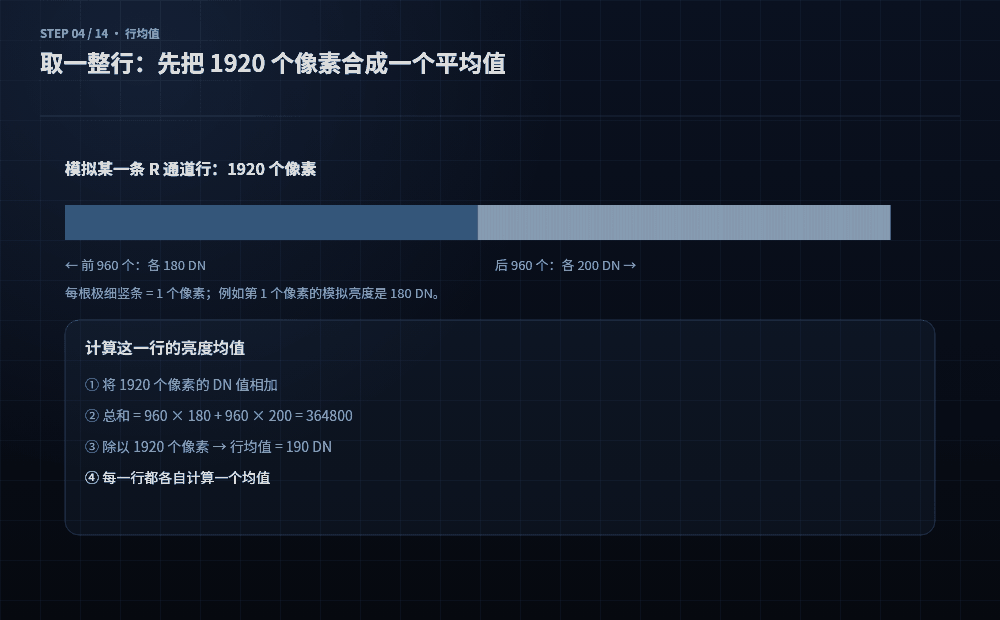 STEP 04 / 14 · 行均值
取一整行：先把 1920 个像素合成一个平均值
模拟某一条 R 通道行：1920 个像素
← 前 960 个：各 180 DN
后 960 个：各 200 DN →
每根极细竖条 = 1 个像素；例如第 1 个像素的模拟亮度是 180 DN。
计算这一行的亮度均值
① 将 1920 个像素的 DN 值相加
② 总和 = 960 × 180 + 960 × 200 = 364800
③ 除以 1920 个像素 → 行均值 = 190 DN
④ 每一行都各自计算一个均值